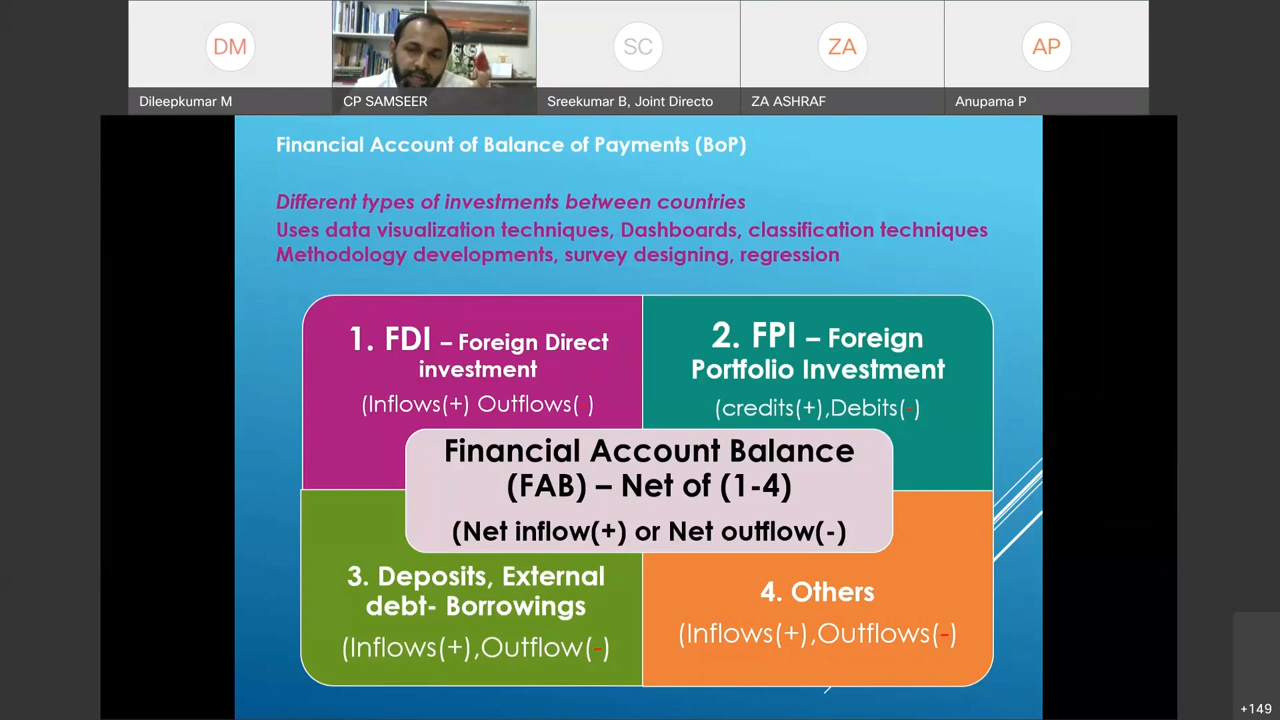 DM
SC
ZA
AP
Dileepkumar M
CP SAMSEER
Sreekumar B, Joint Directo
ZA ASHRAF
Anupama P
Financial Account of Balance of Payments (BoP)
Different types of investments between countries
Uses data visualization techniques, Dashboards, classification techniques
Methodology developments, survey designing, regression
1. FDI – Foreign Direct
investment
(Inflows(+) Outflows(-)
2. FPI – Foreign
Portfolio Investment
(credits(+),Debits(-)
Financial Account Balance
(FAB) – Net of (1-4)
(Net inflow(+) or Net outflow(-)
3. Deposits, External
debt- Borrowings
(Inflows(+),Outflow(-)
4. Others
(Inflows(+),Outflows(-)
+149